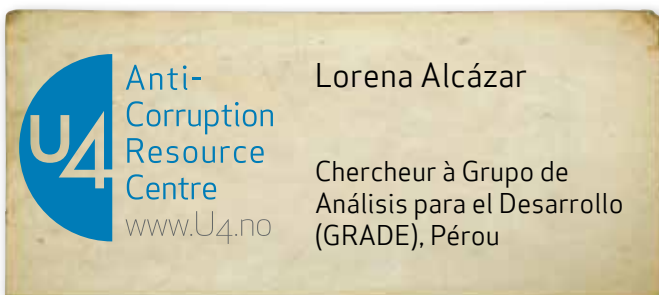 U4
Anti-
Corruption
Resource
Centre
www.U4.no
Lorena Alcázar
Chercheur à Grupo de
Análisis para el Desarrollo
(GRADE), Pérou